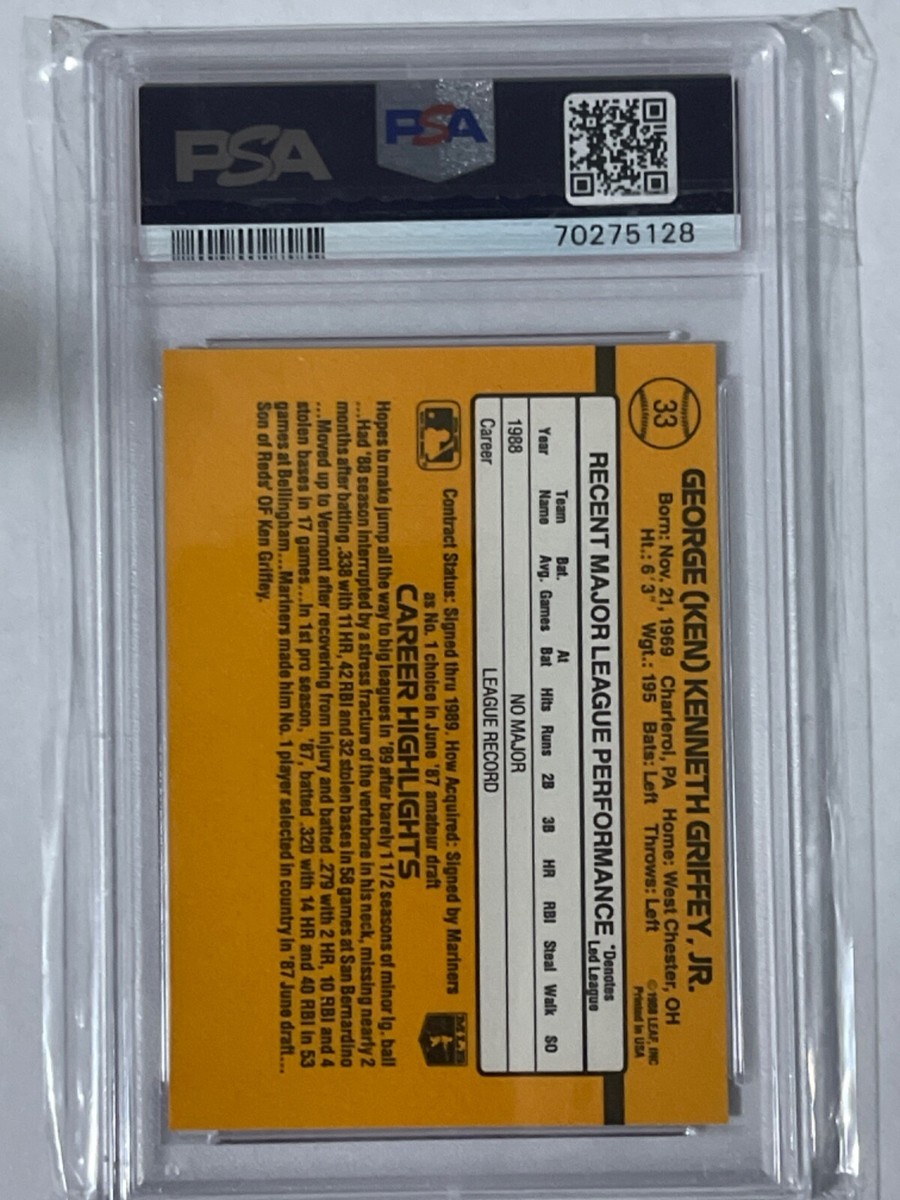 PSA
PSA
70275128
33
GEORGE (KEN) KENNETH GRIFFEY, JR.
Born: Nov. 21, 1969 Charleroi, PA Home: West Chester, OH
Ht.: 6'3" Wgt.: 195 Bats: Left Throws: Left
© 1988 LEAF, INC
Printed in USA
RECENT MAJOR LEAGUE PERFORMANCE *Denotes Led League
Year Team Name Bat. Avg. Games At Bat Hits Runs 2B 3B HR RBI Steal Walk SO
1988 NO MAJOR
Career LEAGUE RECORD
Contract Status: Signed thru 1989. How Acquired: Signed by Mariners
as No. 1 choice in June '87 amateur draft
MLB
CAREER HIGHLIGHTS
Hopes to make jump all the way to big leagues in '89 after barely 1 1/2 seasons of minor lg. ball
...Had '88 season interrupted by a stress fracture of the vertebrae in his neck, missing nearly 2
months after batting .338 with 11 HR, 42 RBI and 32 stolen bases in 58 games at San Bernardino
...Moved up to Vermont after recovering from injury and batted .279 with 2 HR, 10 RBI and 4
stolen bases in 17 games...In 1st pro season, '87, batted .320 with 14 HR and 40 RBI in 53
games at Bellingham...Mariners made him No. 1 player selected in country in '87 June draft...
Son of Reds' OF Ken Griffey.